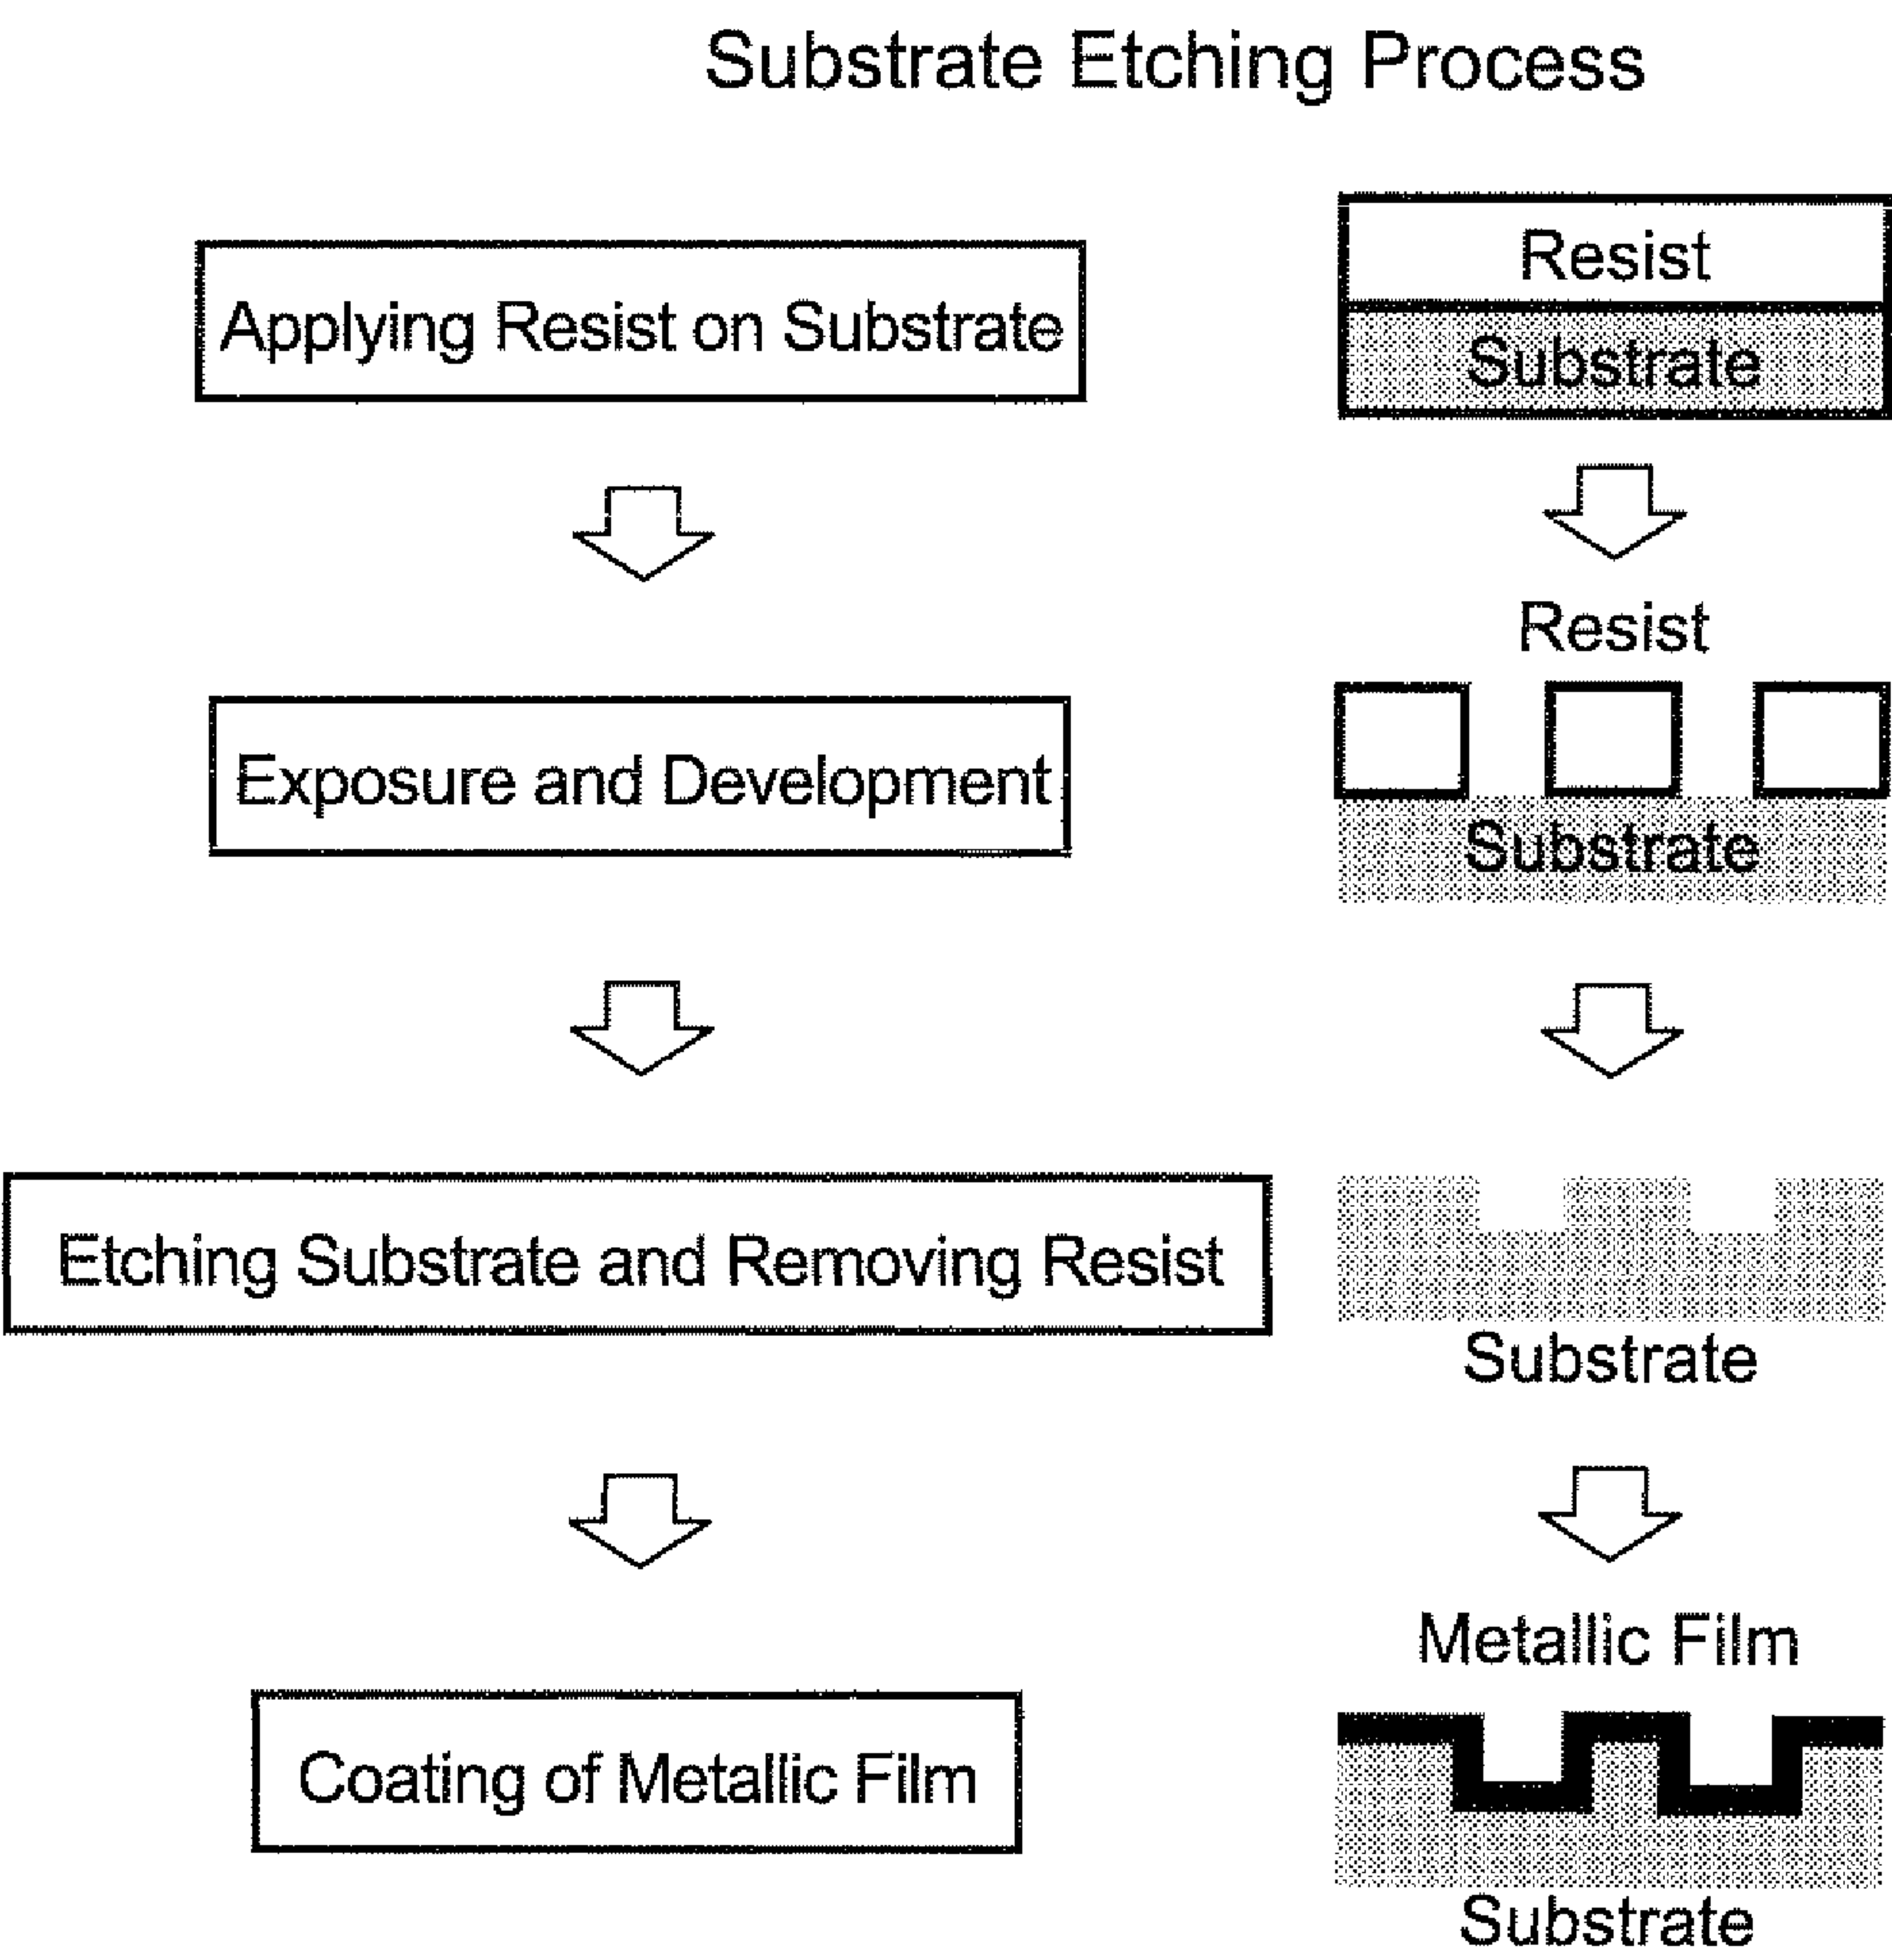 Substrate Etching Process
Applying Resist on Substrate
Resist
Substrate
Exposure and Development
Resist
Substrate
Etching Substrate and Removing Resist
Substrate
Coating of Metallic Film
Metallic Film
Substrate